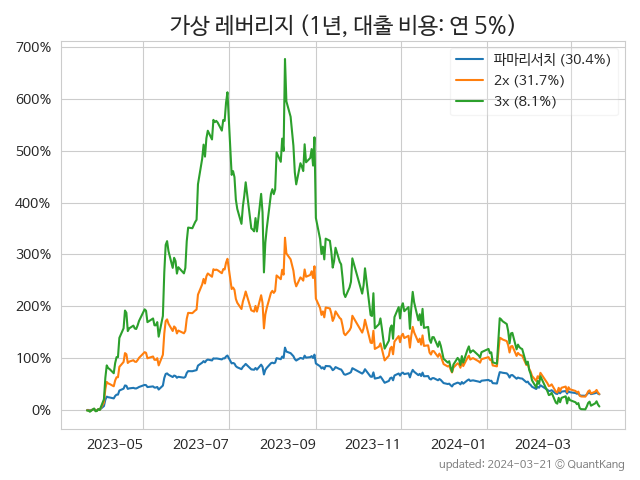 가상 레버리지 (1년, 대출 비용: 연 5%)
700%
600%
500%
400%
300%
200%
100%
0%
파마리서치 (30.4%)
2x (31.7%)
3x (8.1%)
2023-05
2023-07
2023-09
2023-11
2024-01
2024-03
updated: 2024-03-21 © QuantKang